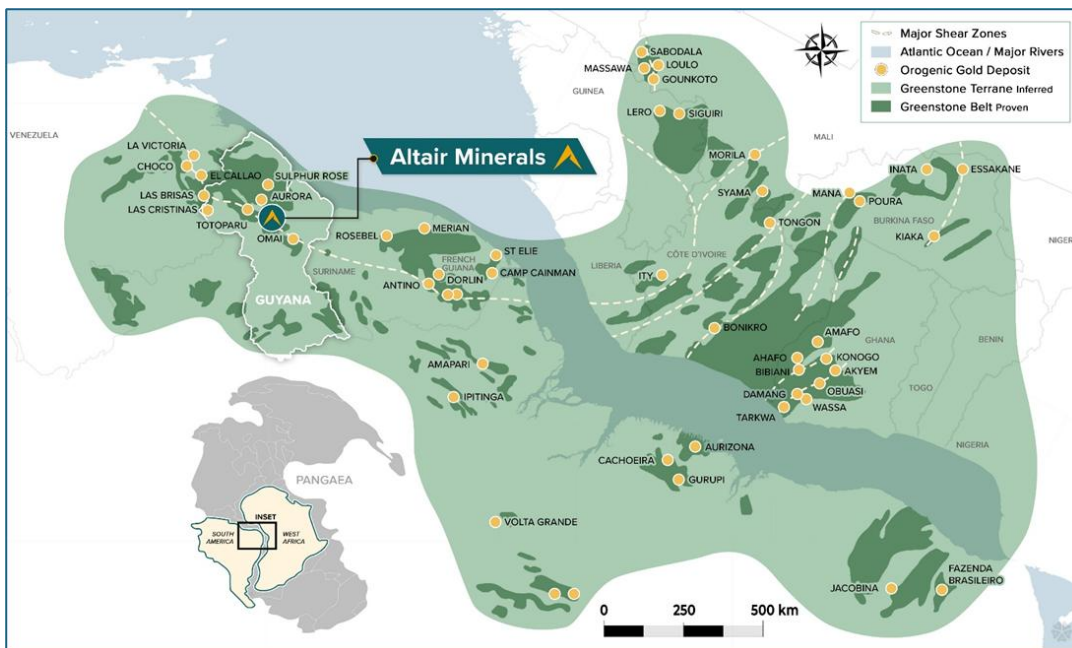 Major Shear Zones
Atlantic Ocean / Major Rivers
Orogenic Gold Deposit
Greenstone Terrane Inferred
Greenstone Belt Proven
SABODALA
MASSAWA
LOULO
GOUNKOTO
GUINEA
LERO
SIGUIRI
MALI
VENEZUELA
LA VICTORIA
CHOCO
EL CALLAO
SULPHUR ROSE
LAS BRISAS
AURORA
LAS CRISTINAS
TOTOPARU
OMAI
Altair Minerals
MORILA
SYAMA
MANA
POURA
INATA
ESSAKANE
BURKINA FASO
KIAKA
NIGER
TONGON
ROSEBEL
MERIAN
ST ELIE
FRENCH
GUIANA
CAMP CAINMAN
DORLIN
ANTINO
SURINAME
GUYANA
LIBERIA
CÔTE D'IVOIRE
ITY
BONIKRO
AMAFO
GHANA
BENIN
AHAFO
KONOGO
BIBIANI
AKYEM
OBUASI
DAMANG
WASSA
TARKWA
TOGO
NIGERIA
AMAPARI
IPITINGA
AURIZONA
CACHOEIRA
GURUPI
PANGAEA
INSET
SOUTH
AMERICA
WEST
AFRICA
VOLTA GRANDE
JACOBINA
FAZENDA
BRASILEIRO
0 250 500 km